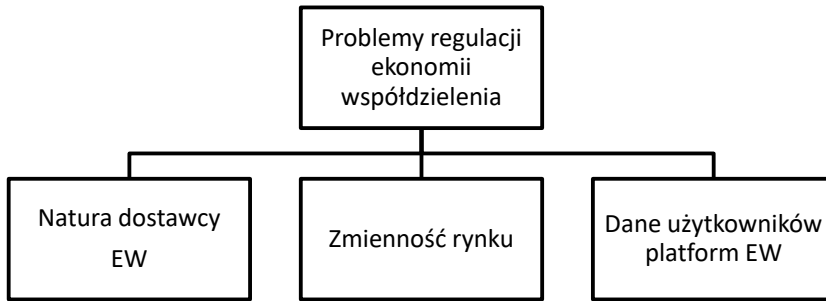 Problemy regulacji
ekonomii
współdzielenia
Natura dostawcy
EW
Zmienność rynku
Dane użytkowników
platform EW